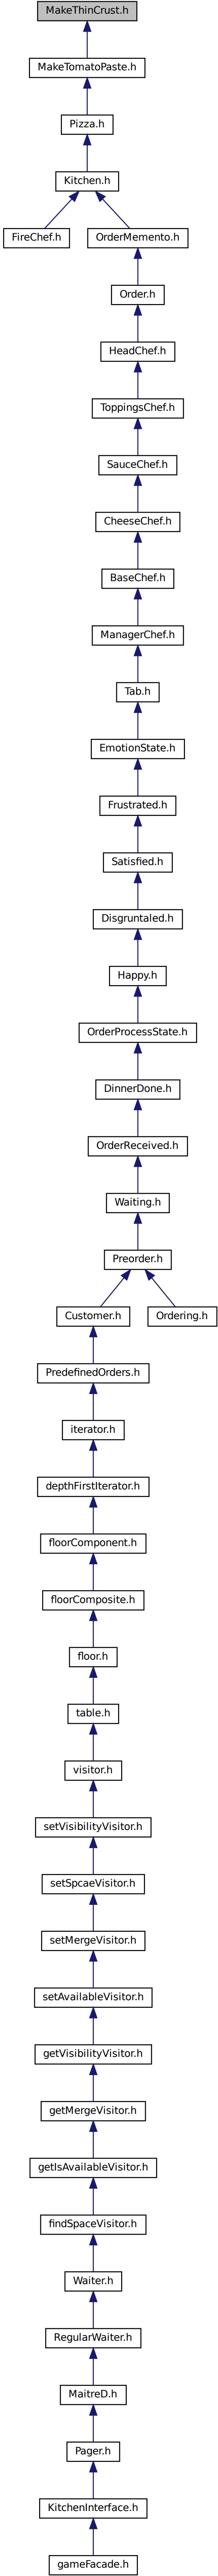 MakeThinCrust.h
MakeTomatoPaste.h
Pizza.h
Kitchen.h
FireChef.h
OrderMemento.h
Order.h
HeadChef.h
ToppingsChef.h
SauceChef.h
CheeseChef.h
BaseChef.h
ManagerChef.h
Tab.h
EmotionState.h
Frustrated.h
Satisfied.h
Disgruntaled.h
Happy.h
OrderProcessState.h
DinnerDone.h
OrderReceived.h
Waiting.h
Preorder.h
Customer.h
Ordering.h
PredefinedOrders.h
iterator.h
depthFirstIterator.h
floorComponent.h
floorComposite.h
floor.h
table.h
visitor.h
setVisibilityVisitor.h
setSpcaeVisitor.h
setMergeVisitor.h
setAvailableVisitor.h
getVisibilityVisitor.h
getMergeVisitor.h
getIsAvailableVisitor.h
findSpaceVisitor.h
Waiter.h
RegularWaiter.h
MaitreD.h
Pager.h
KitchenInterface.h
gameFacade.h